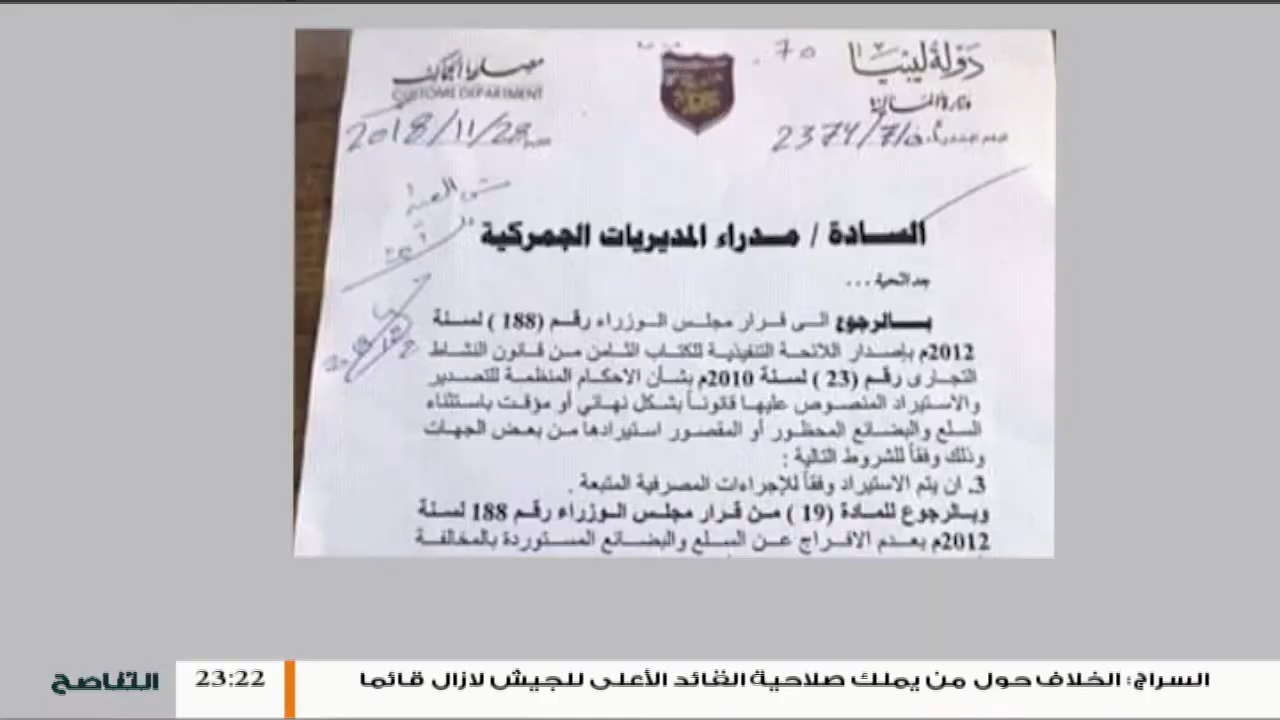 دولة ليبيا
وزارة المالية
مصلحة الجمارك
CUSTOMS DEPARTMENT
2018/11/28
السادة / مدراء المديريات الجمركية
بعد التحية ...
بالرجوع الى قرار مجلس الوزراء رقم (188) لسنة
2012م بإصدار اللائحة التنفيذية للكتاب الثامن من قانون النشاط
التجارى رقم (23) لسنة 2010م بشأن الاحكام المنظمة للتصدير
والاستيراد المنصوص عليها قانوناً بشكل نهائي أو مؤقت باستثناء
السلع والبضائع المحظور أو المقصور استيرادها من بعض الجهات
وذلك وفقاً للشروط التالية :
3. ان يتم الاستيراد وفقاً للإجراءات المصرفية المتبعة .
وبالرجوع للمادة (19) من قرار مجلس الوزراء رقم 188 لسنة
2012م بعدم الافراج عن السلع والبضائع المستوردة بالمخالفة
السراج: الخلاف حول من يملك صلاحية القائد الأعلى للجيش لازال قائما
23:22
التناصح